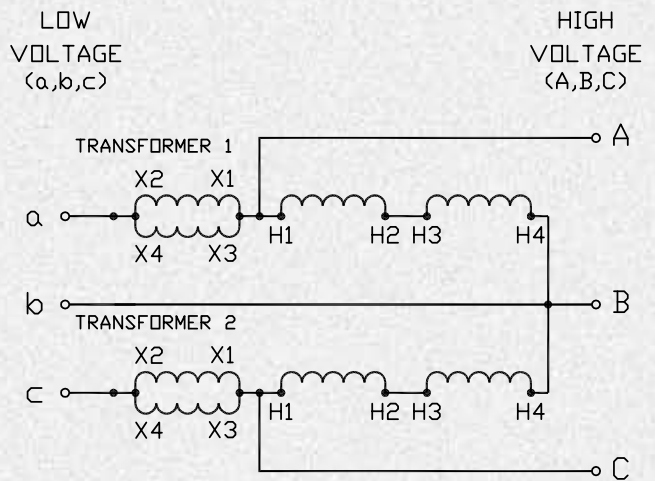 LOW
VOLTAGE
(a,b,c)
HIGH
VOLTAGE
(A,B,C)
A
TRANSFORMER 1
X2 X1
a
X4 X3 H1 H2 H3 H4
b B
TRANSFORMER 2
X2 X1
c
X4 X3 H1 H2 H3 H4
C